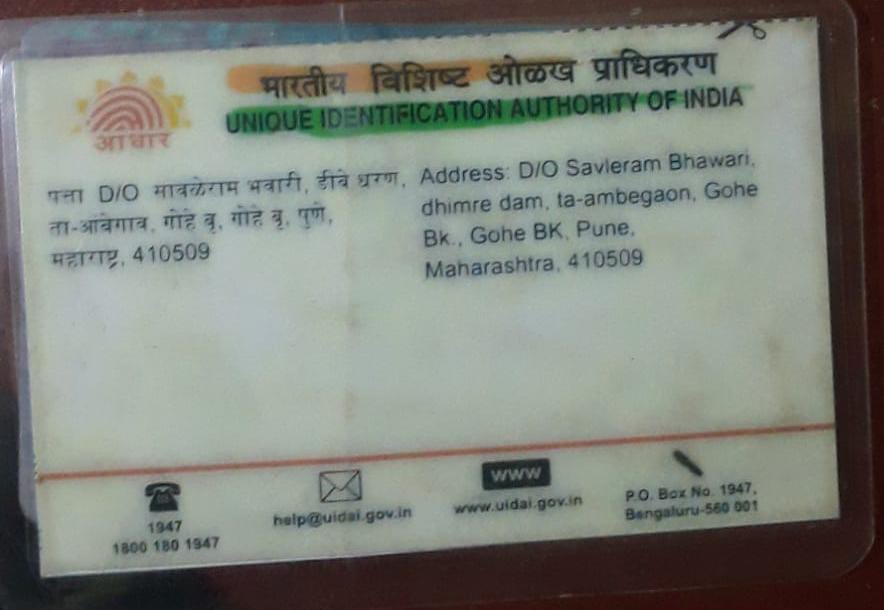 भारतीय विशिष्ट ओळख प्राधिकरण
UNIQUE IDENTIFICATION AUTHORITY OF INDIA
आधार
पत्ता D/O मावळेराम भवारी, डीवे धरण,
ता-आंबेगाव, गोहे बृ, गोहे बृ, पुणे,
महाराष्ट्र, 410509
Address: D/O Savleram Bhawari,
dhimre dam, ta-ambegaon, Gohe
Bk., Gohe BK, Pune,
Maharashtra, 410509
1947
1800 180 1947
help@uidai.gov.in
www
www.uidai.gov.in
P.O. Box No. 1947,
Bengaluru-560 001